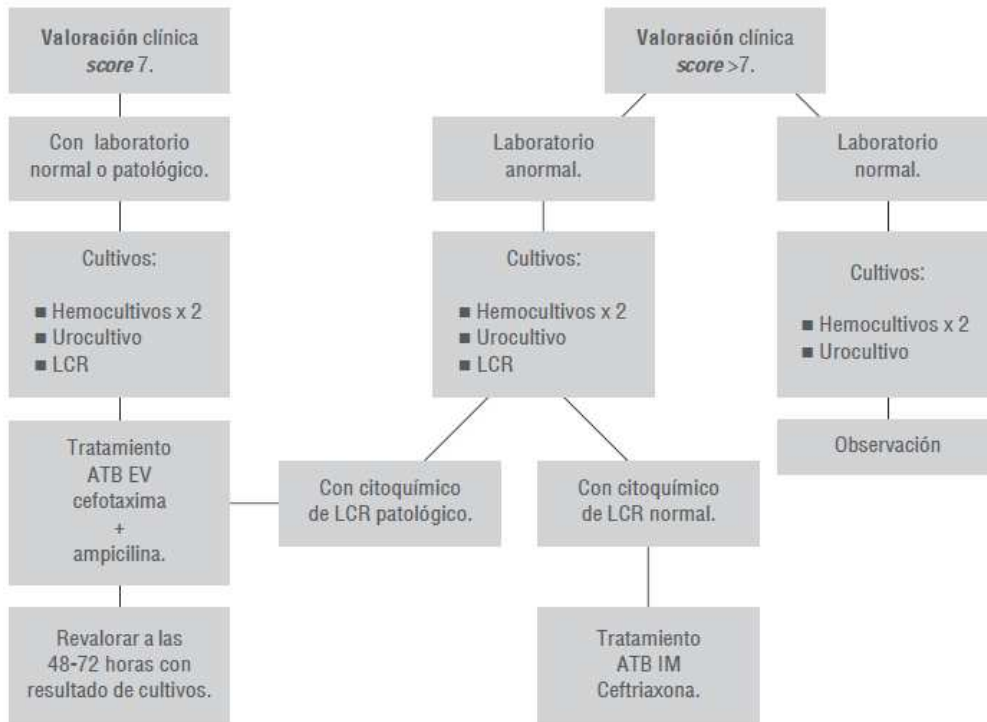 Valoración clínica
score 7.
Con laboratorio
normal o patológico.
Cultivos:
■ Hemocultivos x 2
■ Urocultivo
■ LCR
Tratamiento
ATB EV
cefotaxima
+
ampicilina.
Revalorar a las
48-72 horas con
resultado de cultivos.
Valoración clínica
score >7.
Laboratorio
anormal.
Cultivos:
■ Hemocultivos x 2
■ Urocultivo
■ LCR
Con citoquímico
de LCR patológico.
Con citoquímico
de LCR normal.
Tratamiento
ATB IM
Ceftriaxona.
Laboratorio
normal.
Cultivos:
■ Hemocultivos x 2
■ Urocultivo
Observación